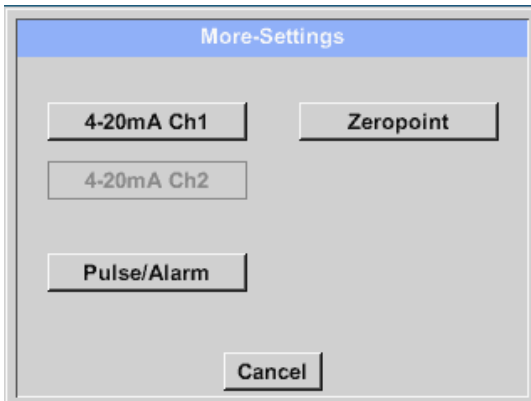 More-Settings
4-20mA Ch1
Zeropoint
4-20mA Ch2
Pulse/Alarm
Cancel